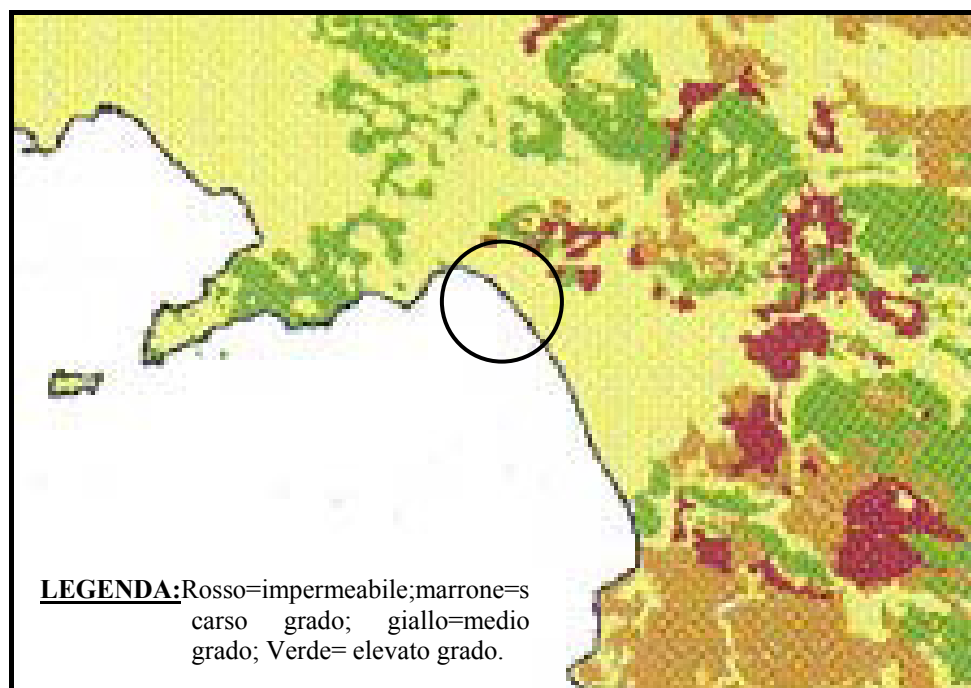 LEGENDA:Rosso=impermeabile;marrone=s
carso grado; giallo=medio
grado; Verde= elevato grado.